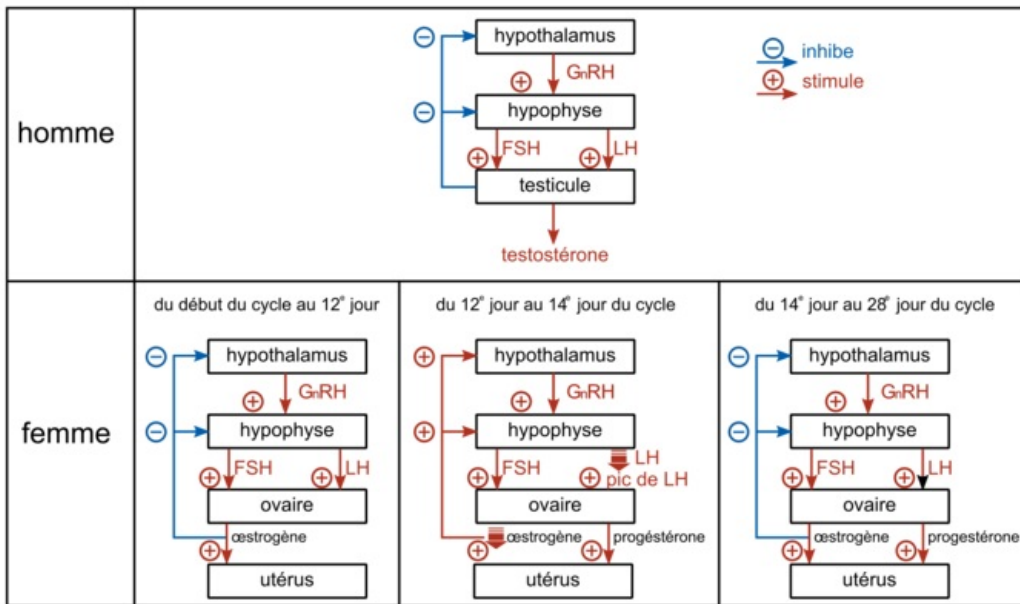 homme
hypothalamus
GnRH
hypophyse
FSH
LH
testicule
testostérone
inhibe
stimule
femme
du début du cycle au 12e jour
hypothalamus
GnRH
hypophyse
FSH
LH
ovaire
œstrogène
utérus
du 12e jour au 14e jour du cycle
hypothalamus
GnRH
hypophyse
FSH
LH
pic de LH
ovaire
œstrogène
progéstérone
utérus
du 14e jour au 28e jour du cycle
hypothalamus
GnRH
hypophyse
FSH
LH
ovaire
œstrogène
progestérone
utérus